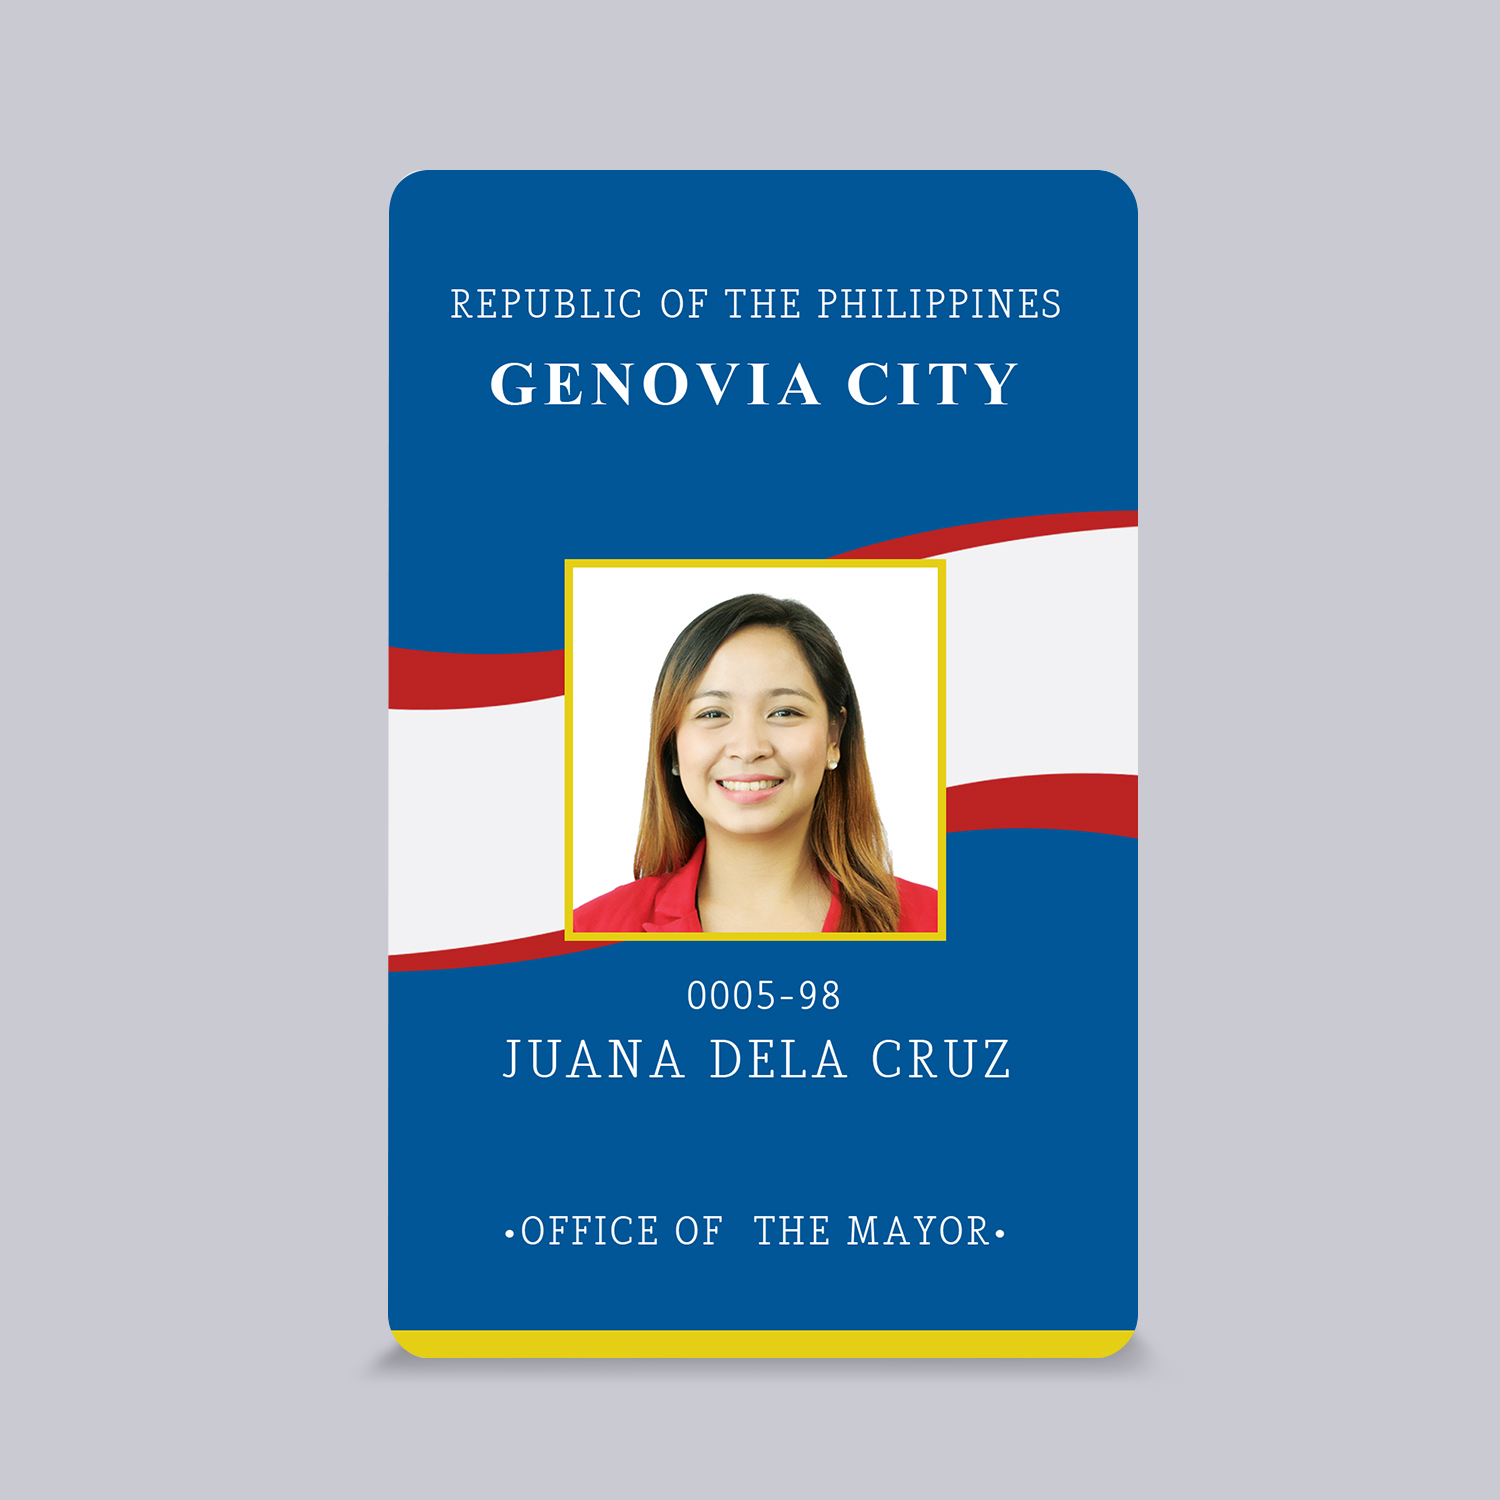 REPUBLIC OF THE PHILIPPINES
GENOVIA CITY
0005-98
JUANA DELA CRUZ
•OFFICE OF THE MAYOR•